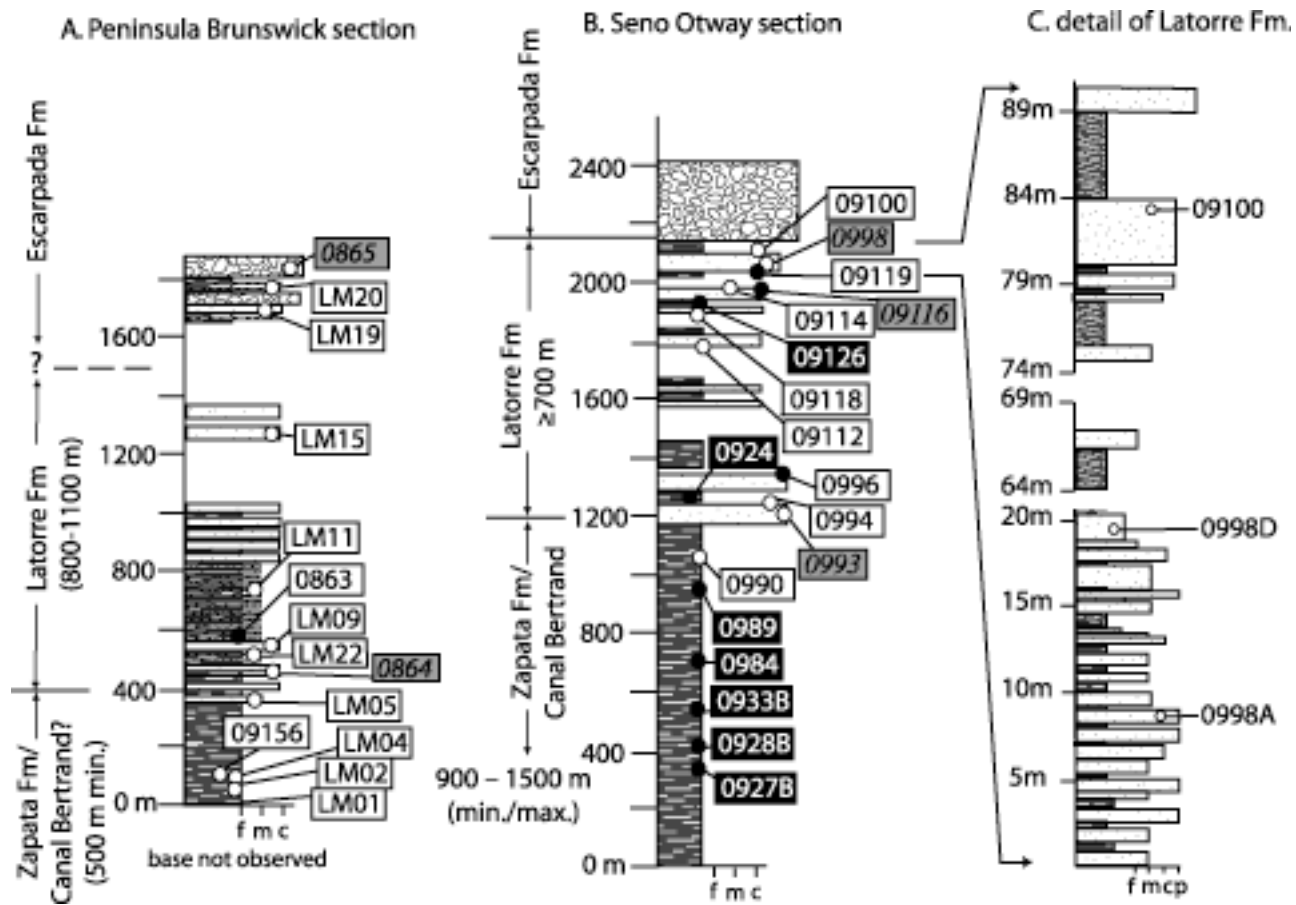 A. Peninsula Brunswick section
Escarpada Fm
?
Latorre Fm
(800-1100 m)
Zapata Fm/
Canal Bertrand?
(500 m min.)
1600
1200
800
400
0 m
0865
LM20
LM19
LM15
LM11
0863
LM09
LM22
0864
LM05
09156
LM04
LM02
LM01
f m c
base not observed
B. Seno Otway section
Escarpada Fm
Latorre Fm
≥700 m
Zapata Fm/
Canal Bertrand
900 – 1500 m
(min./max.)
2400
2000
1600
1200
800
400
0 m
09100
0998
09119
09116
09114
09126
09118
09112
0924
0996
0994
0993
0990
0989
0984
0933B
0928B
0927B
f m c
C. detail of Latorre Fm.
89m
84m
79m
74m
69m
64m
20m
15m
10m
5m
09100
0998D
0998A
f mcp